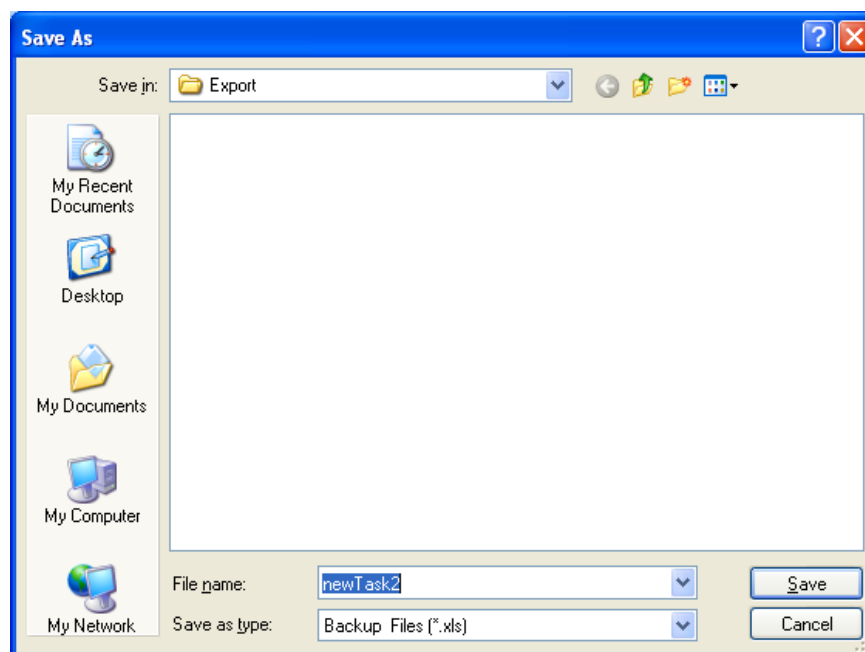 Save As
Save in: Export
My Recent
Documents
Desktop
My Documents
My Computer
My Network
File name: newTask2 Save
Save as type: Backup Files (*.xls) Cancel